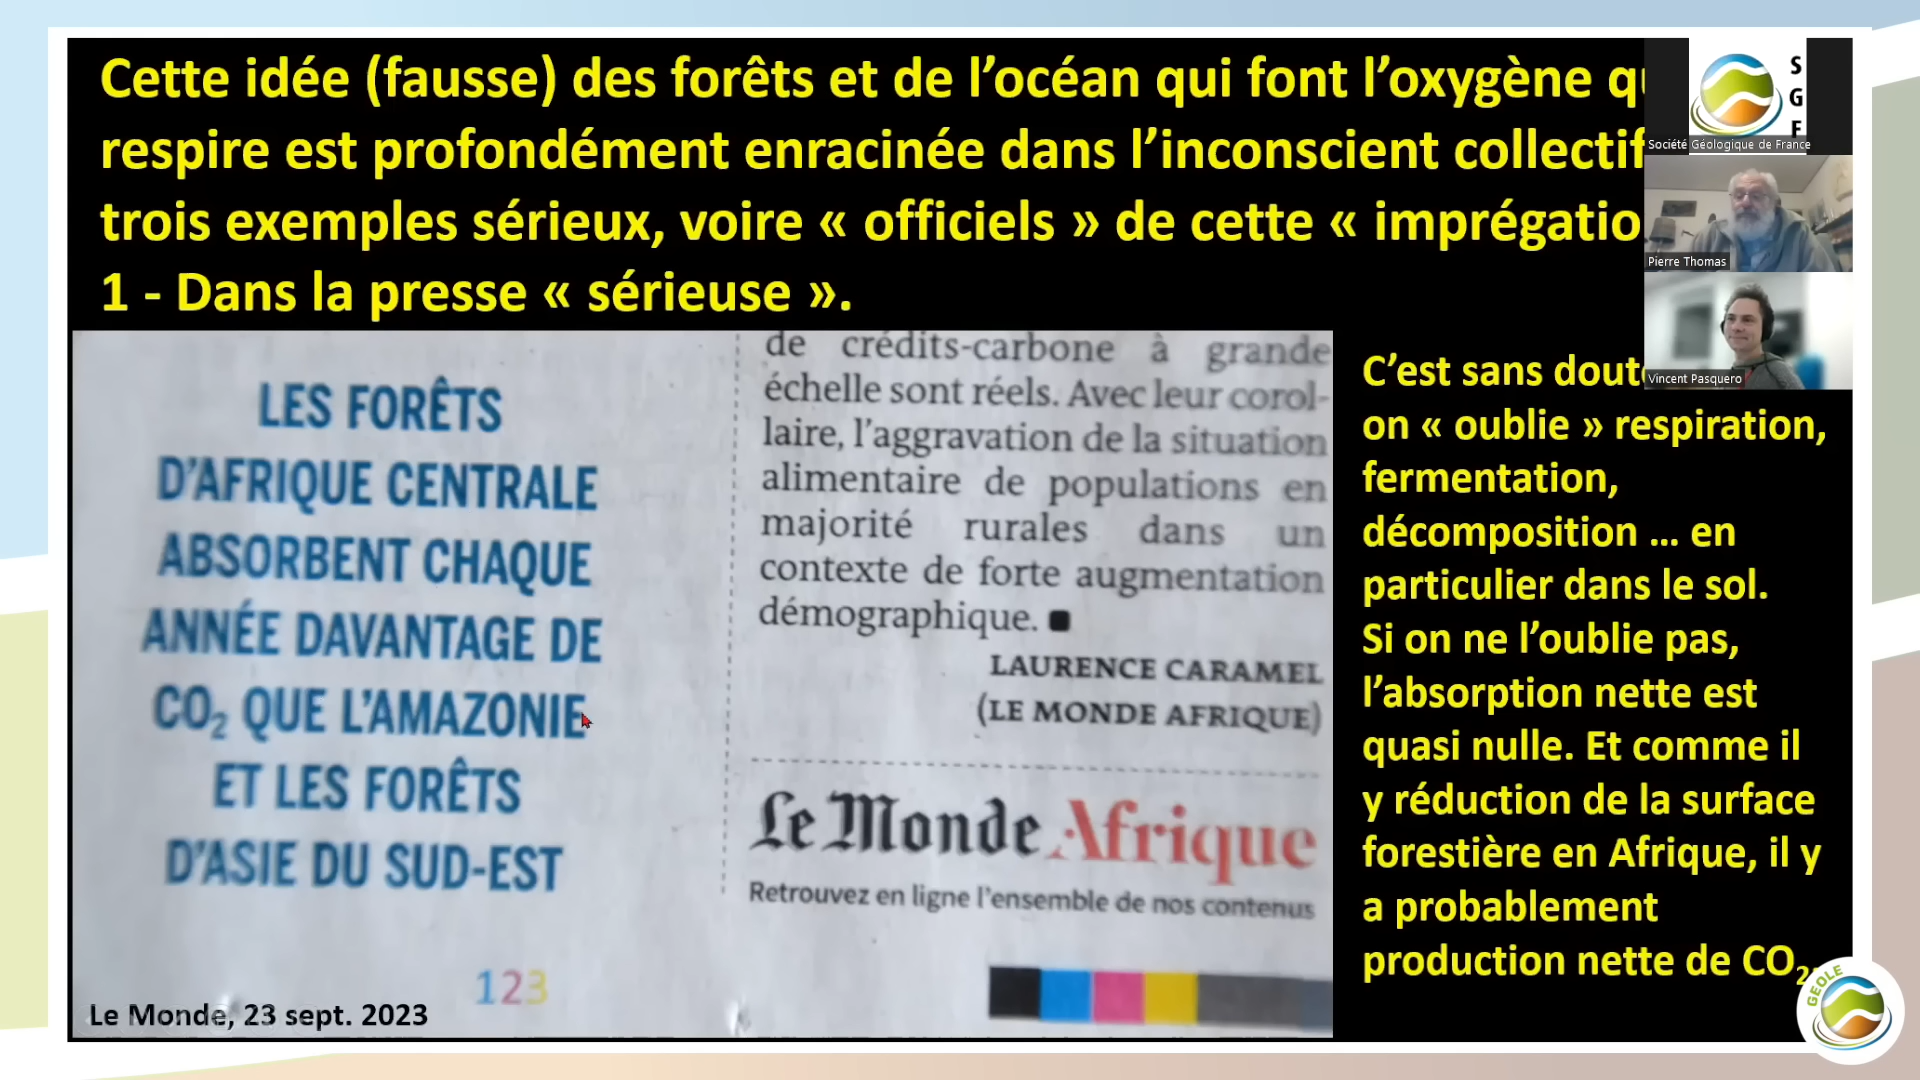 Cette idée (fausse) des forêts et de l’océan qui font l’oxygène
respire est profondément enracinée dans l’inconscient collectif
trois exemples sérieux, voire « officiels » de cette «
1 - Dans la presse « sérieuse ».
S
G
F
Société Géologique de France
Pierre Thomas
Vincent Pasquero
LES FORÊTS
D’AFRIQUE CENTRALE
ABSORBENT CHAQUE
ANNÉE DAVANTAGE DE
CO₂ QUE L’AMAZONIE
ET LES FORÊTS
D’ASIE DU SUD-EST
123
Le Monde, 23 sept. 2023
de crédits-carbone à grande
échelle sont réels. Avec leur corol-
laire, l’aggravation de la situation
alimentaire de populations en
majorité rurales dans un
contexte de forte augmentation
démographique. ■
LAURENCE CARAMEL
(LE MONDE AFRIQUE)
Le Monde Afrique
Retrouvez en ligne l’ensemble de nos contenus
C’est sans
on « oublie » respiration,
fermentation,
décomposition … en
particulier dans le sol.
Si on ne l’oublie pas,
l’absorption nette est
quasi nulle. Et comme il
y réduction de la surface
forestière en Afrique, il y
a probablement
production nette de CO₂.
GEOLE